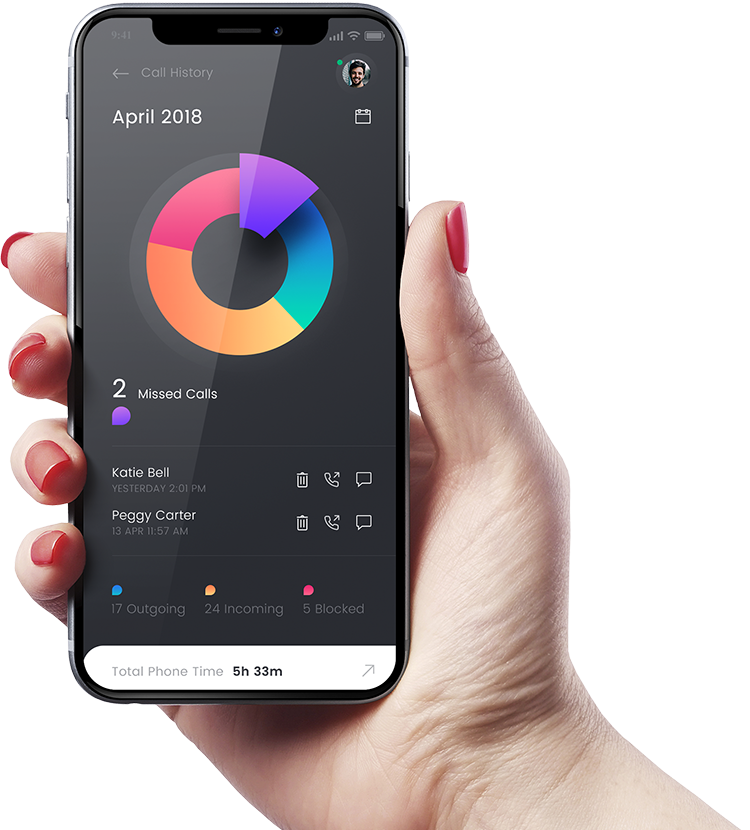 9:41
Call History
April 2018
2 Missed Calls
Katie Bell
YESTERDAY 2:01 PM
Peggy Carter
13 APR 11:57 AM
17 Outgoing 24 Incoming 5 Blocked
Total Phone Time 5h 33m